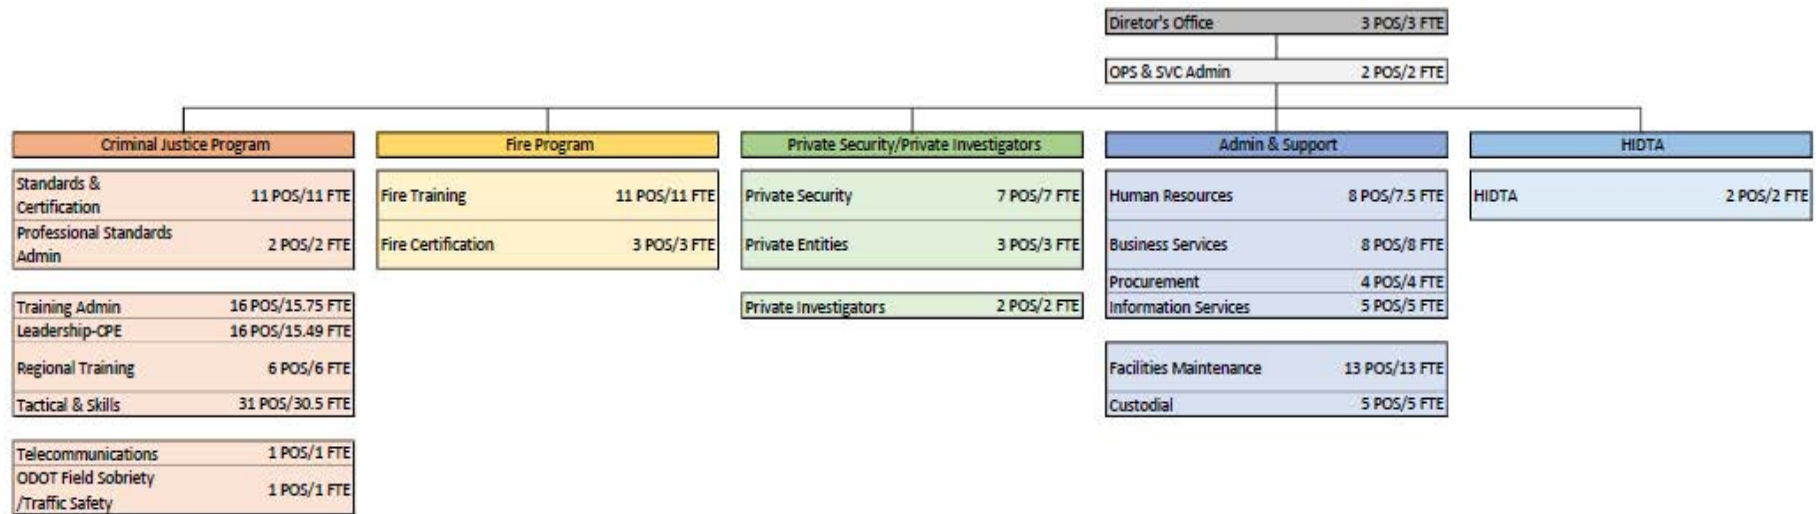 Diretor's Office 3 POS/3 FTE
OPS & SVC Admin 2 POS/2 FTE
Criminal Justice Program
Standards &
Certification 11 POS/11 FTE
Professional Standards
Admin 2 POS/2 FTE
Training Admin 16 POS/15.75 FTE
Leadership-CPE 16 POS/15.49 FTE
Regional Training 6 POS/6 FTE
Tactical & Skills 31 POS/30.5 FTE
Telecommunications 1 POS/1 FTE
ODOT Field Sobriety
/Traffic Safety 1 POS/1 FTE
Fire Program
Fire Training 11 POS/11 FTE
Fire Certification 3 POS/3 FTE
Private Security/Private Investigators
Private Security 7 POS/7 FTE
Private Entities 3 POS/3 FTE
Private Investigators 2 POS/2 FTE
Admin & Support
Human Resources 8 POS/7.5 FTE
Business Services 8 POS/8 FTE
Procurement 4 POS/4 FTE
Information Services 5 POS/5 FTE
Facilities Maintenance 13 POS/13 FTE
Custodial 5 POS/5 FTE
HIDTA
HIDTA 2 POS/2 FTE